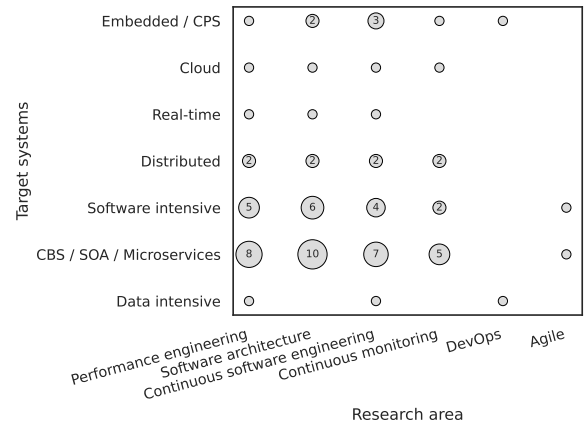 Target systems
Embedded / CPS
2 3
Cloud
Real-time
Distributed
2 2 2 2
Software intensive
5 6 4 2
CBS / SOA / Microservices
8 10 7 5
Data intensive
Performance engineering
Software architecture
Continuous software engineering
Continuous monitoring
DevOps
Agile
Research area